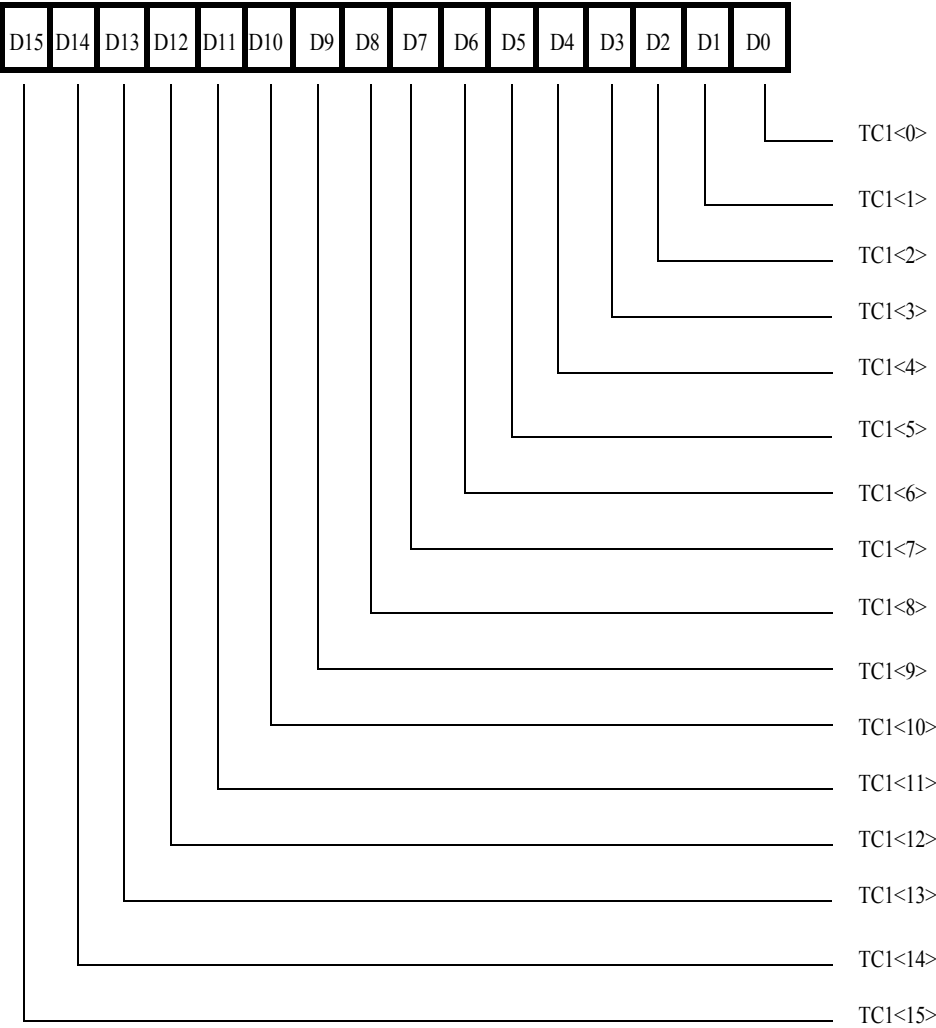 D15 D14 D13 D12 D11 D10 D9 D8 D7 D6 D5 D4 D3 D2 D1 D0
TC1<0>
TC1<1>
TC1<2>
TC1<3>
TC1<4>
TC1<5>
TC1<6>
TC1<7>
TC1<8>
TC1<9>
TC1<10>
TC1<11>
TC1<12>
TC1<13>
TC1<14>
TC1<15>